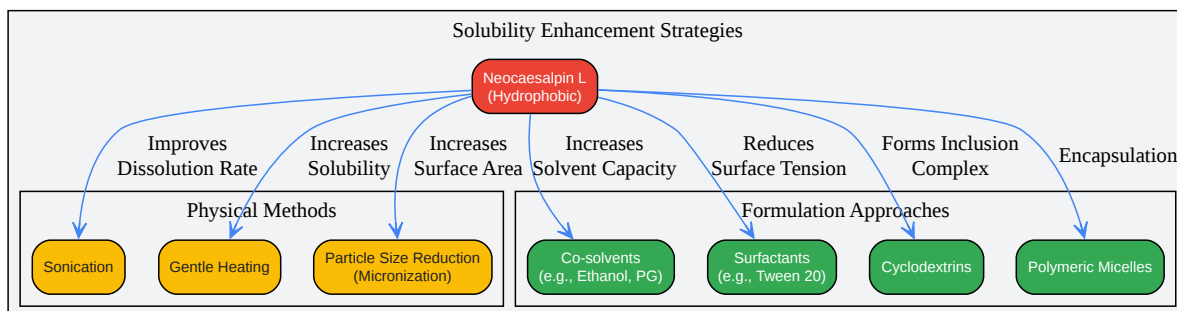 Solubility Enhancement Strategies
Neocaesalpin L
(Hydrophobic)
Improves
Dissolution Rate
Increases
Solubility
Increases
Surface Area
Increases
Solvent Capacity
Reduces
Surface Tension
Forms Inclusion
Complex
Encapsulation
Physical Methods
Formulation Approaches
Sonication
Gentle Heating
Particle Size Reduction
(Micronization)
Co-solvents
(e.g., Ethanol, PG)
Surfactants
(e.g., Tween 20)
Cyclodextrins
Polymeric Micelles